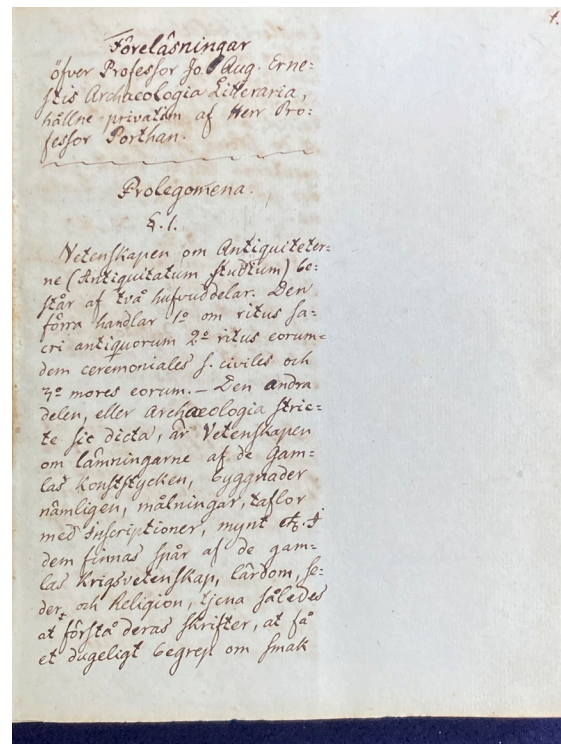 1.
Föreläsningar
öfver Professor Jo. Aug. Erne=
stis Archaeologia Literaria,
hållne privatim af Herr Pro=
fessor Porthan.
Prolegomena.
§. 1.
Vetenskapen om Antiquiteter=
ne (Antiquitatum studium) be=
står af två hufvuddelar. Den
förra handlar 1º om ritus sa=
cri antiquorum 2º ritus eorum=
dem ceremoniales s. civiles och
3º mores eorum. — Den andra
delen, eller Archaeologia stric=
te sic dicta, är Vetenskapen
om lämningarne af de Gam=
las konststycken, byggnader
nämligen, målningar, taflor
med Inscriptioner, mynt &c. I
dem finnas spår af de gam=
las Krigsvetenskap, lärdom, se=
der och Religion, tjena således
at förstå deras skrifter, at få
et dugeligt begrep om smak